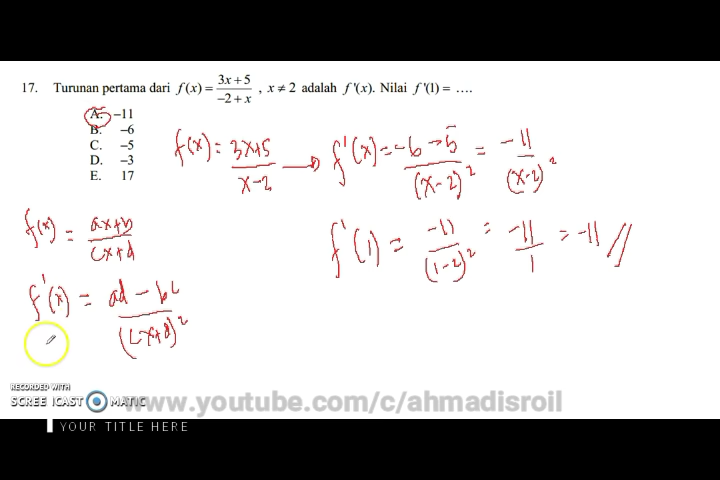 17. Turunan pertama dari f(x) = (3x+5)/(−2+x) , x ≠ 2 adalah f'(x). Nilai f'(1) = ....
A. −11
B. −6
C. −5
D. −3
E. 17
f(x) = (3x+5)/(x-2) → f'(x) = (-6-5)/(x-2)² = -11/(x-2)²
f(x) = (ax+b)/(cx+d)
f'(1) = -11/(1-2)² = -11/1 = -11 //
f'(x) = (ad - bc)/(cx+d)²
RECORDED WITH
SCREENCAST MATIC
www.youtube.com/c/ahmadisroil
YOUR TITLE HERE